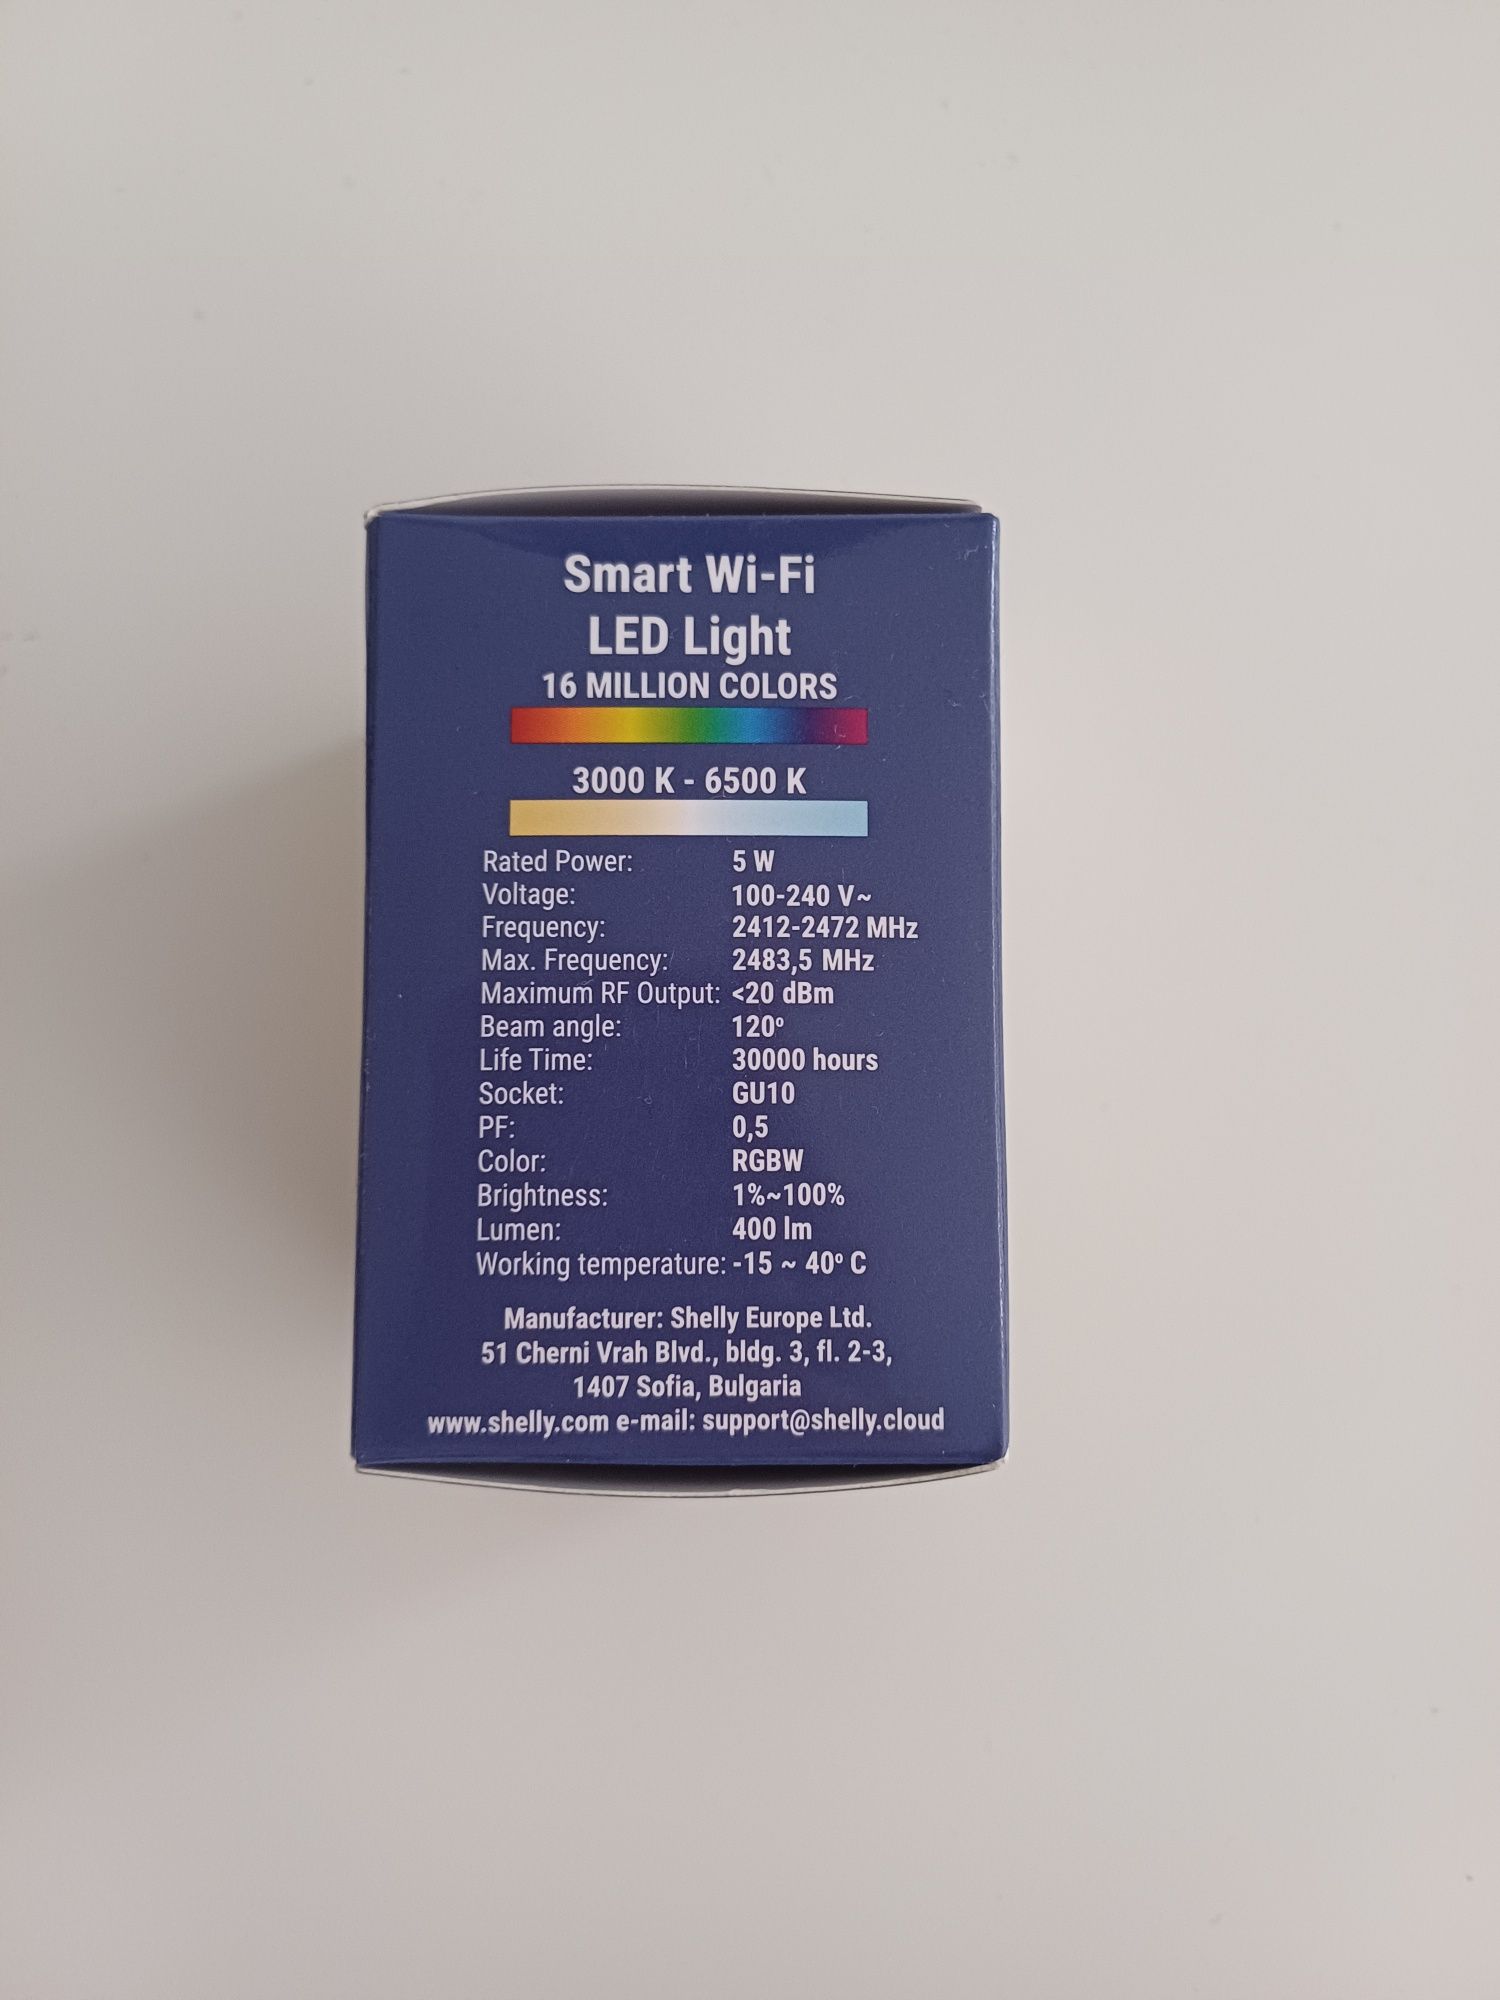 Smart Wi-Fi
LED Light
16 MILLION COLORS
3000 K - 6500 K
Rated Power: 5 W
Voltage: 100-240 V~
Frequency: 2412-2472 MHz
Max. Frequency: 2483,5 MHz
Maximum RF Output: <20 dBm
Beam angle: 120º
Life Time: 30000 hours
Socket: GU10
PF: 0,5
Color: RGBW
Brightness: 1%~100%
Lumen: 400 lm
Working temperature: -15 ~ 40º C
Manufacturer: Shelly Europe Ltd.
51 Cherni Vrah Blvd., bldg. 3, fl. 2-3,
1407 Sofia, Bulgaria
www.shelly.com e-mail: support@shelly.cloud